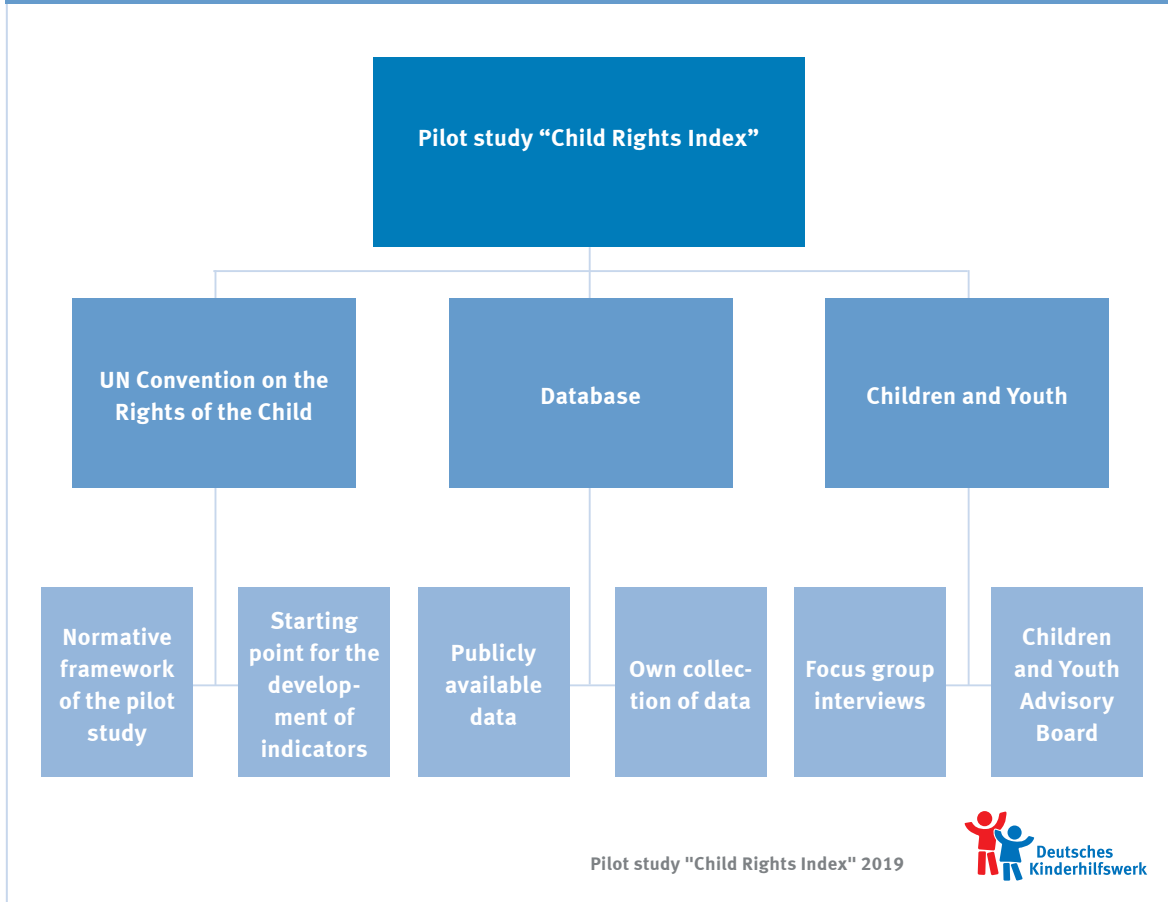 Pilot study “Child Rights Index”
UN Convention on the
Rights of the Child
Database
Children and Youth
Normative
framework
of the pilot
study
Starting
point for the
develop-
ment of
indicators
Publicly
available
data
Own collec-
tion of data
Focus group
interviews
Children
and Youth
Advisory
Board
Pilot study "Child Rights Index" 2019
Deutsches
Kinderhilfswerk